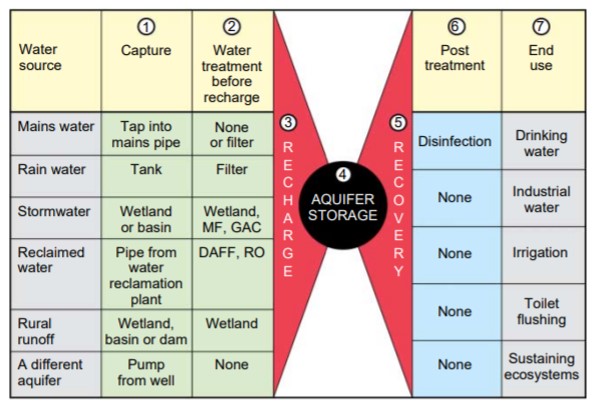 Water
source
①
Capture
②
Water
treatment
before
recharge
Mains water
Tap into
mains pipe
None
or filter
Rain water
Tank
Filter
Stormwater
Wetland
or basin
Wetland,
MF, GAC
Reclaimed
water
Pipe from
water
reclamation
plant
DAFF, RO
Rural
runoff
Wetland,
basin or dam
Wetland
A different
aquifer
Pump
from well
None
③
RECHARGE
④
AQUIFER
STORAGE
⑤
RECOVERY
⑥
Post
treatment
⑦
End
use
Disinfection
Drinking
water
None
Industrial
water
None
Irrigation
None
Toilet
flushing
None
Sustaining
ecosystems